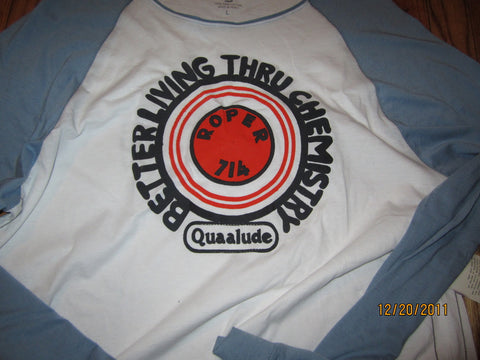 L
BETTER LIVING THRU CHEMISTRY
ROPER
714
Quaalude
12/20/2011